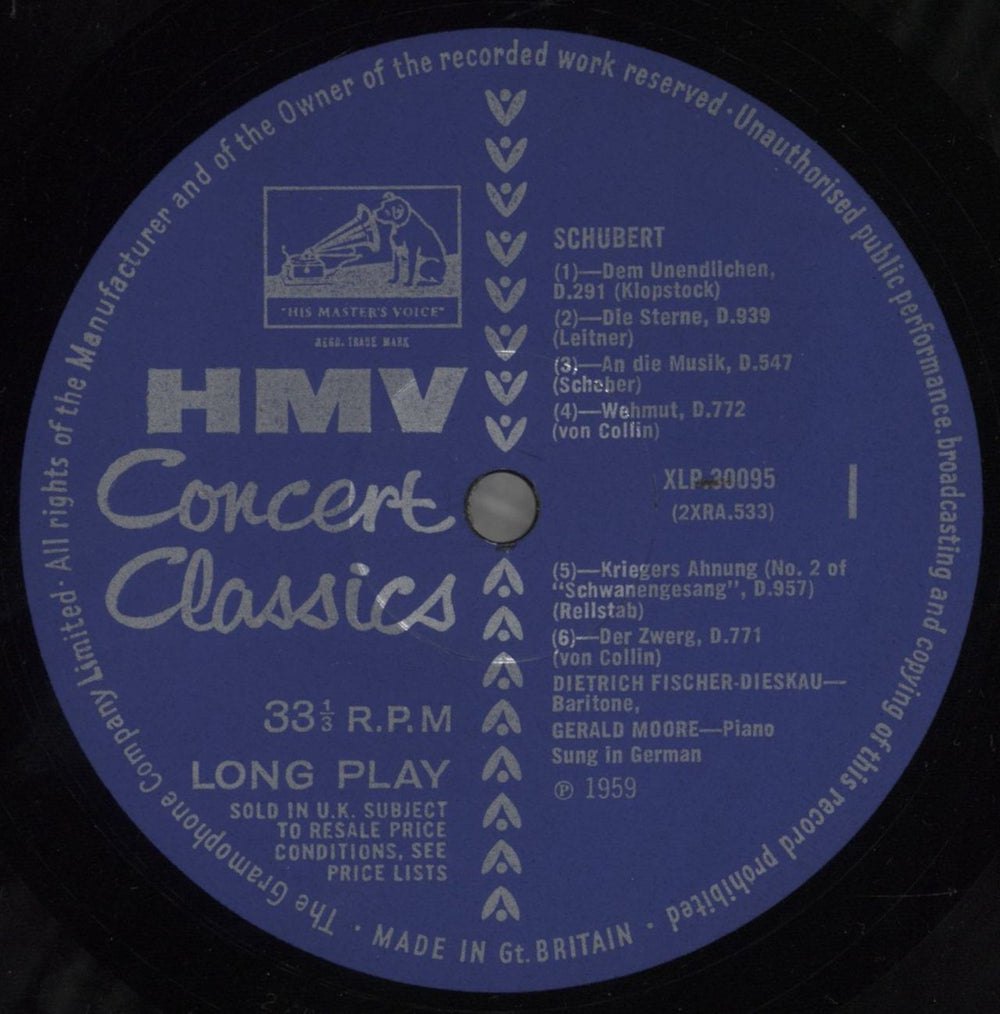 The Gramophone Company Limited · All rights of the Manufacturer and of the Owner of the recorded work reserved · Unauthorised public performance, broadcasting and copying of this record prohibited ·
"HIS MASTER'S VOICE"
REGD. TRADE MARK
HMV
Concert
Classics
33⅓ R.P.M
LONG PLAY
SOLD IN U.K. SUBJECT
TO RESALE PRICE
CONDITIONS, SEE
PRICE LISTS
SCHUBERT
(1)—Dem Unendlichen,
D.291 (Klopstock)
(2)—Die Sterne, D.939
(Leitner)
(3)—An die Musik, D.547
(Schober)
(4)—Wehmut, D.772
(von Collin)
XLP.30095
(2XRA.533)
1
(5)—Kriegers Ahnung (No. 2 of
"Schwanengesang", D.957)
(Rellstab)
(6)—Der Zwerg, D.771
(von Collin)
DIETRICH FISCHER-DIESKAU—
Baritone,
GERALD MOORE—Piano
Sung in German
℗ 1959
MADE IN Gt. BRITAIN ·